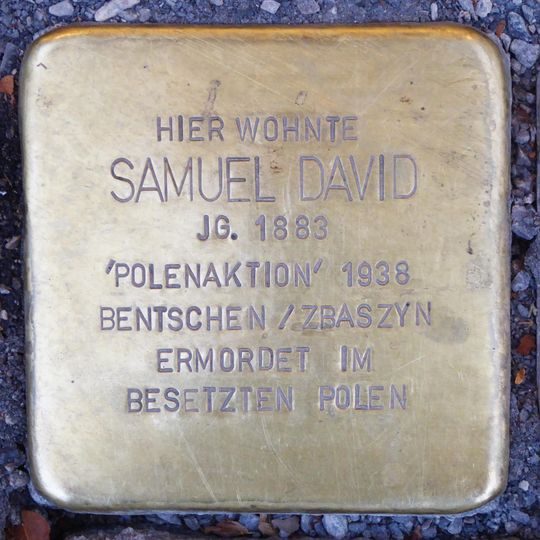 HIER WOHNTE
SAMUEL DAVID
JG. 1883
'POLENAKTION' 1938
BENTSCHEN / ZBASZYN
ERMORDET IM
BESETZTEN POLEN